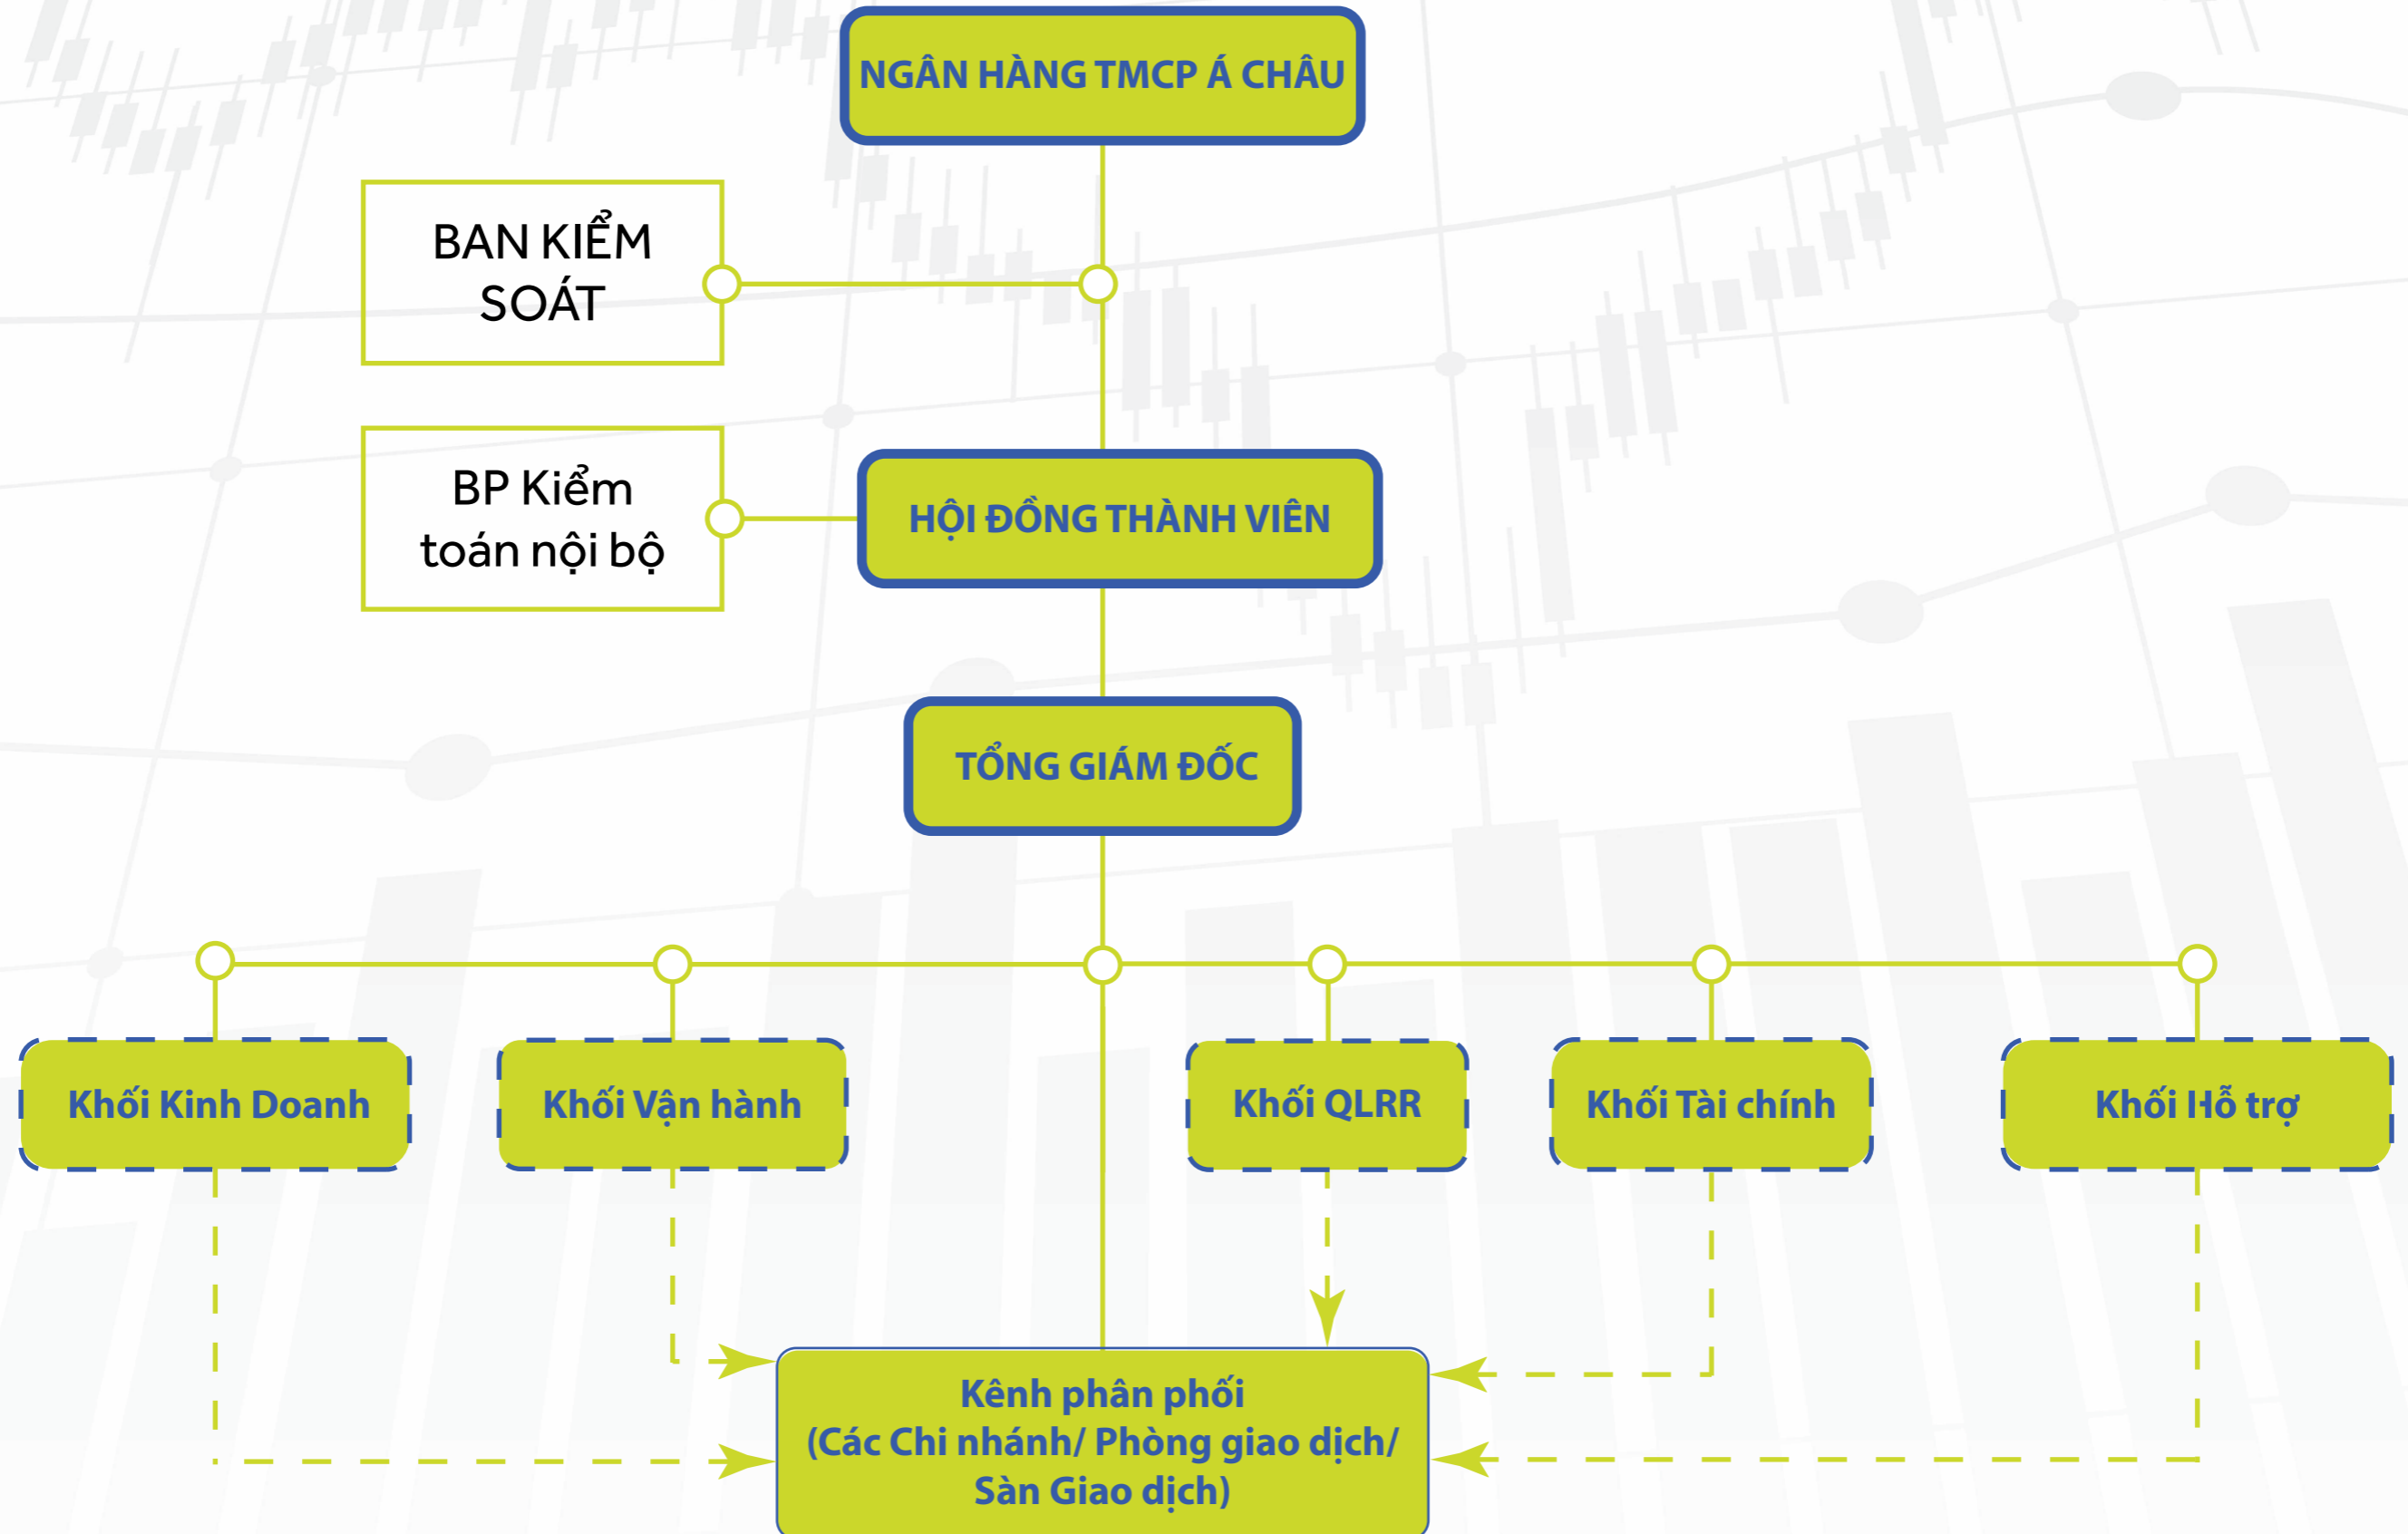 NGÂN HÀNG TMCP Á CHÂU
BAN KIỂM
SOÁT
BP Kiểm
toán nội bộ
HỘI ĐỒNG THÀNH VIÊN
TỔNG GIÁM ĐỐC
Khối Kinh Doanh
Khối Vận hành
Khối QLRR
Khối Tài chính
Khối Hỗ trợ
Kênh phân phối
(Các Chi nhánh/ Phòng giao dịch/
Sàn Giao dịch)